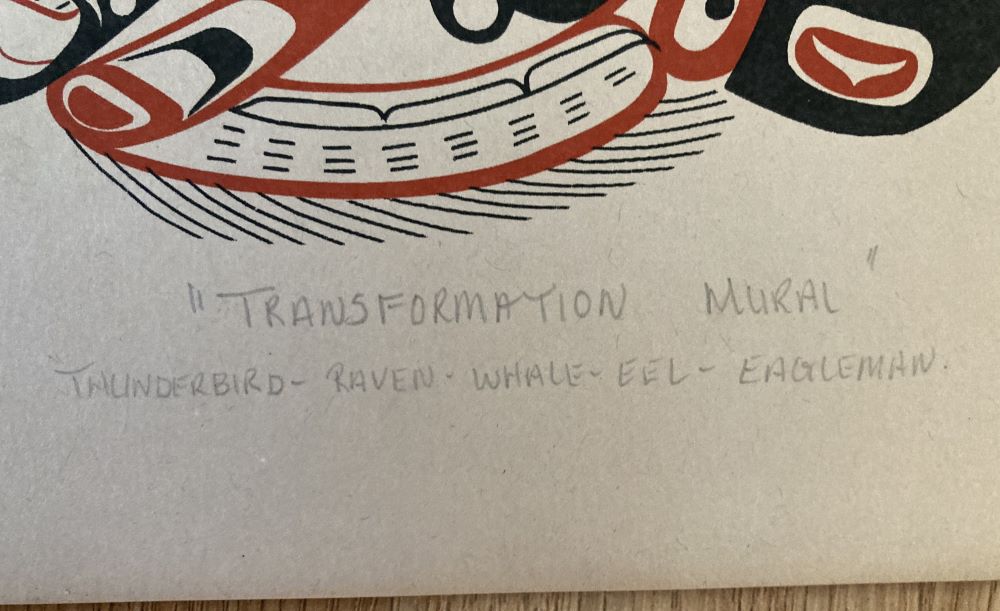 "TRANSFORMATION MURAL"
THUNDERBIRD - RAVEN - WHALE - EEL - EAGLEMAN.